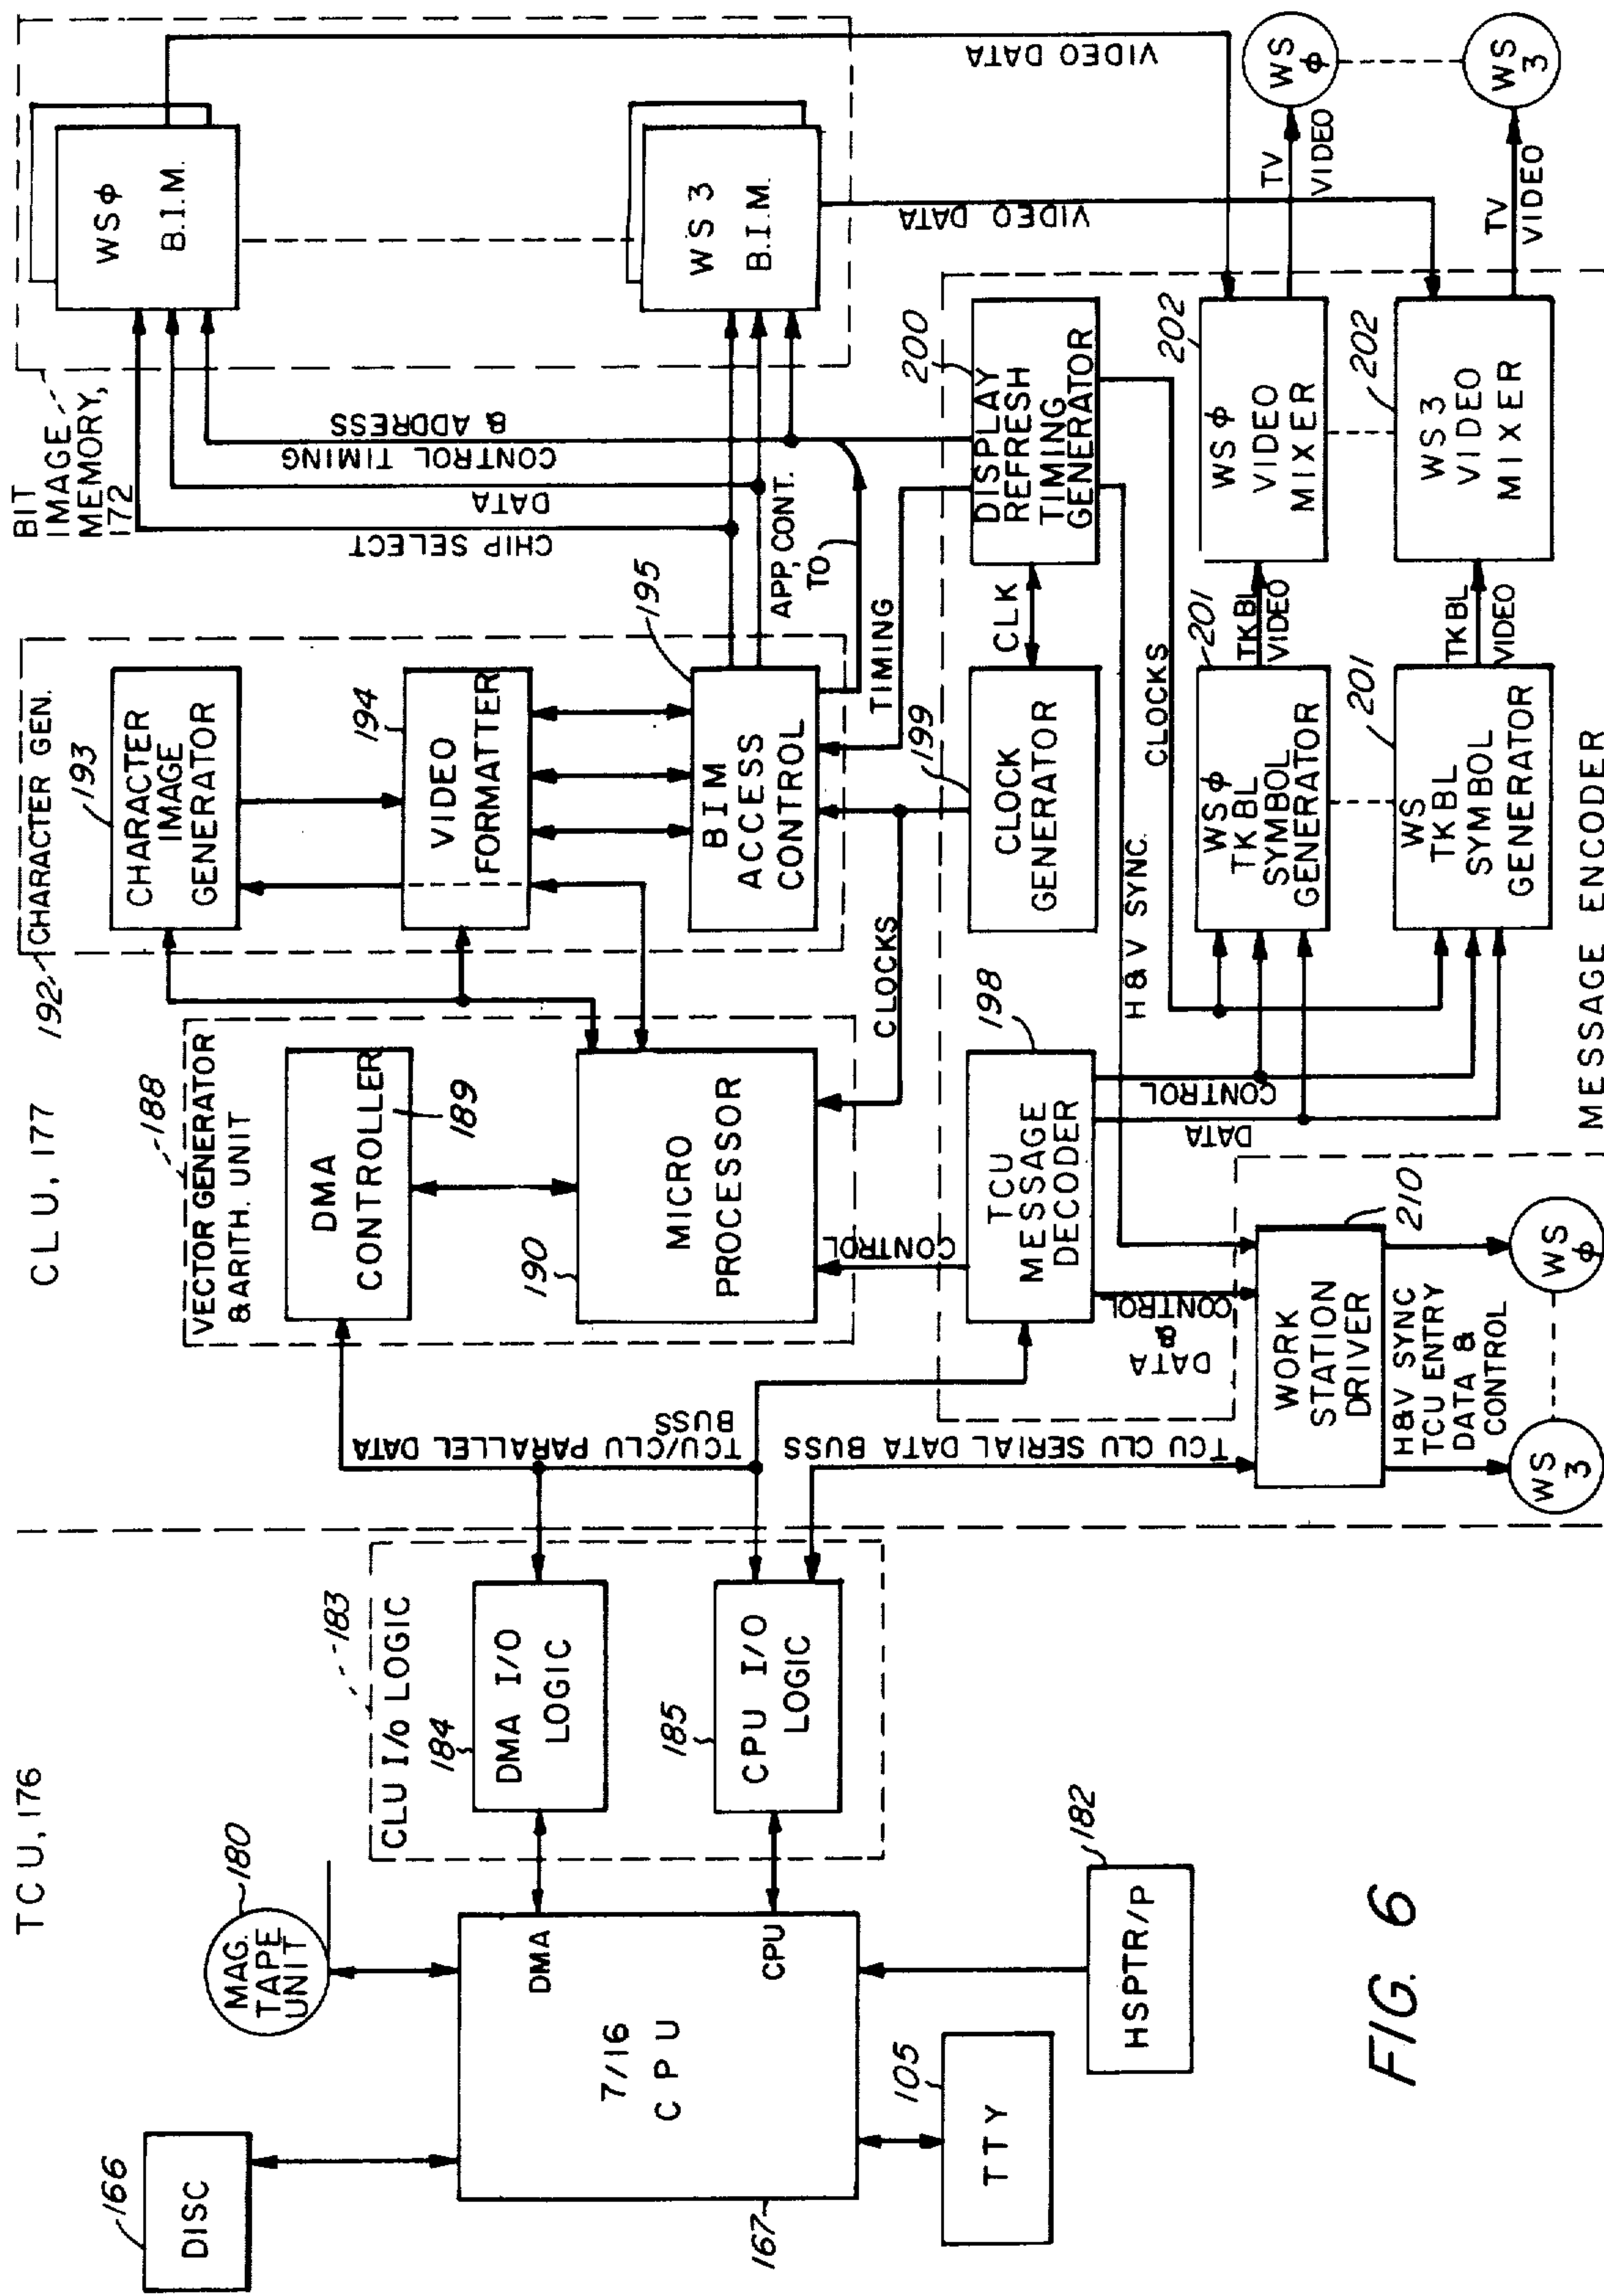 TCU, 176
CLU, 177
166
DISC
MAG.
TAPE
UNIT
180
7/16
CPU
DMA
CPU
167
TTY
105
HSPTR/P
182
CLU I/O LOGIC
183
184
DMA I/O
LOGIC
185
CPU I/O
LOGIC
TCU/CLU PARALLEL DATA
BUSS
TCU CLU SERIAL DATA BUSS
VECTOR GENERATOR
& ARITH. UNIT
188
DMA
CONTROLLER
189
190
MICRO
PROCESSOR
CONTROL
CLOCKS
192
CHARACTER GEN.
193
CHARACTER
IMAGE
GENERATOR
194
VIDEO
FORMATTER
195
BIM
ACCESS
CONTROL
BIT
IMAGE
MEMORY,
172
CHIP SELECT
DATA
CONTROL TIMING
& ADDRESS
APP, CONT.
TO
TIMING
WSΦ
B.I.M.
WS 3
B.I.M.
VIDEO DATA
VIDEO DATA
198
TCU
MESSAGE
DECODER
199
CLOCK
GENERATOR
CLK
200
DISPLAY
REFRESH
TIMING
GENERATOR
H & V SYNC.
CLOCKS
CONTROL
DATA
DATA
&
CONTROL
201
WSΦ
TKBL
SYMBOL
GENERATOR
TKBL
VIDEO
202
WSΦ
VIDEO
MIXER
TV
VIDEO
WS
Φ
201
WS
TKBL
SYMBOL
GENERATOR
TKBL
VIDEO
202
WS3
VIDEO
MIXER
TV
VIDEO
WS
3
MESSAGE ENCODER
210
WORK
STATION
DRIVER
H&V SYNC
TCU ENTRY
DATA &
CONTROL
WS
3
WS
Φ
FIG. 6